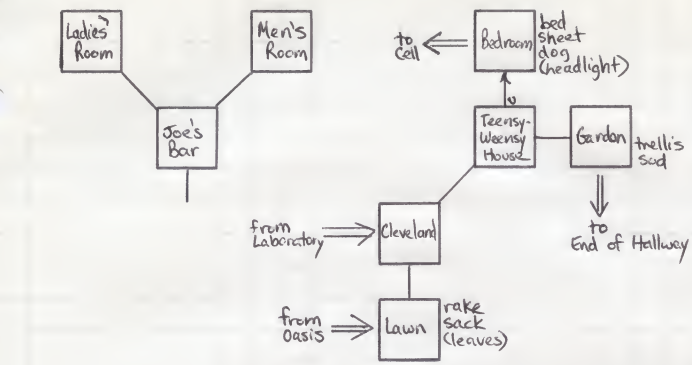 Ladies'
Room
Men's
Room
Joe's
Bar
to
Cell
Bedroom
bed
sheet
dog
(headlight)
U
Teensy-
Weensy
House
Garden
trellis
sod
to
End of Hallway
from
Laboratory
Cleveland
from
Oasis
Lawn
rake
sack
(leaves)